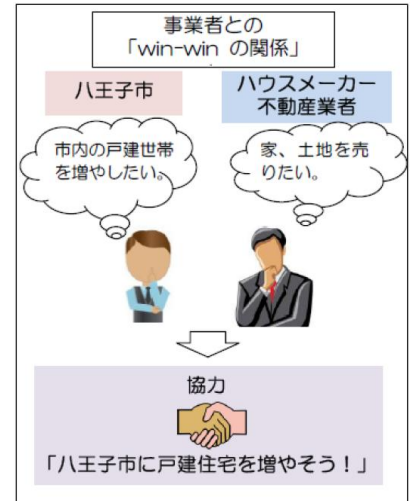 事業者との
「win-win の関係」
八王子市
ハウスメーカー
不動産業者
市内の戸建世帯
を増やしたい。
家、土地を売
りたい。
協力
「八王子市に戸建住宅を増やそう！」